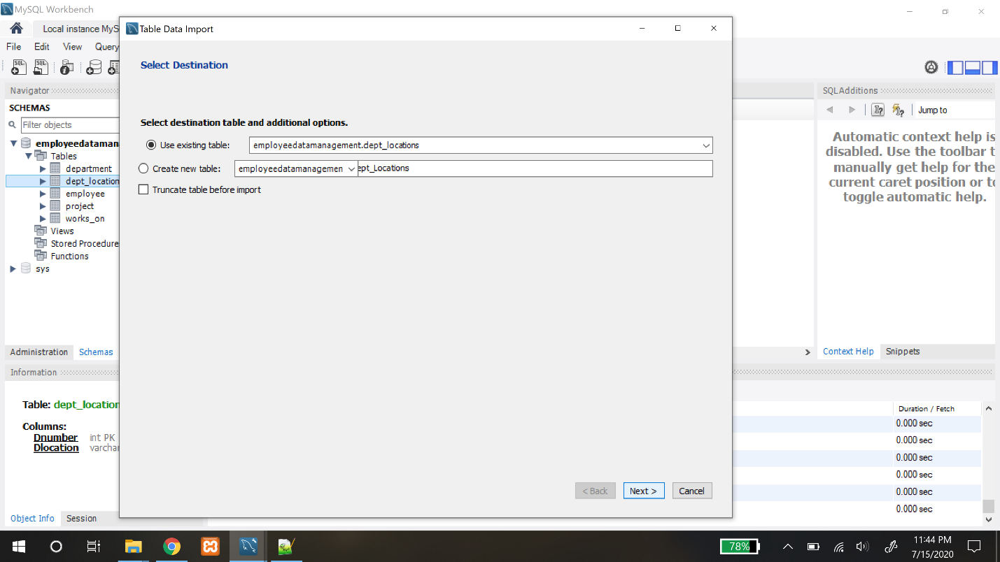 MySQL Workbench
Local instance MyS
File Edit View Query
Table Data Import
Select Destination
Select destination table and additional options.
Use existing table: employeedatamanagement.dept_locations
Create new table: employeedatamanagemen ept_Locations
Truncate table before import
< Back Next > Cancel
Navigator
SCHEMAS
Filter objects
employeedataman
Tables
department
dept_location
employee
project
works_on
Views
Stored Procedure
Functions
sys
Administration Schemas
Information
Table: dept_location
Columns:
Dnumber int PK
Dlocation varchar
Object Info Session
SQLAdditions
Jump to
Automatic context help is
disabled. Use the toolbar t
manually get help for the
current caret position or to
toggle automatic help.
Context Help Snippets
Duration / Fetch
0.000 sec
0.000 sec
0.000 sec
0.000 sec
0.000 sec
0.000 sec
78%
11:44 PM
7/15/2020